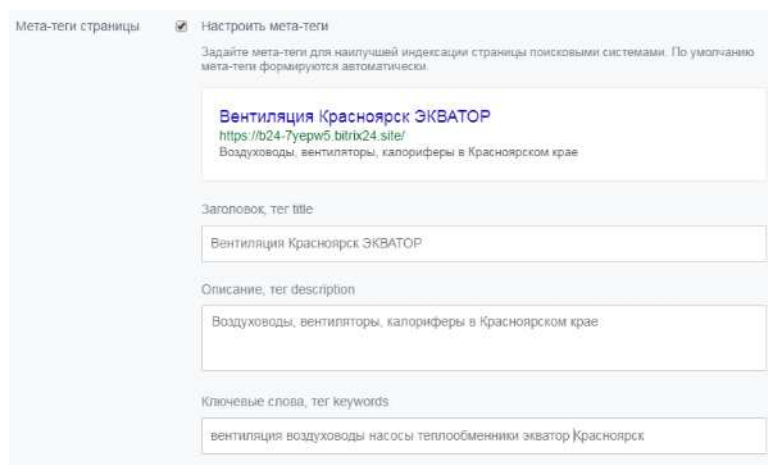 Мета-теги страницы
Настроить мета-теги
Задайте мета-теги для наилучшей индексации страницы поисковыми системами. По умолчанию
мета-теги формируются автоматически.
Вентиляция Красноярск ЭКВАТОР
https://b24-7yepw5.bitrix24.site/
Воздуховоды, вентиляторы, калориферы в Красноярском крае
Заголовок, тег title
Вентиляция Красноярск ЭКВАТОР
Описание, тег description
Воздуховоды, вентиляторы, калориферы в Красноярском крае
Ключевые слова, тег keywords
вентиляция воздуховоды насосы теплообменники экватор Красноярск